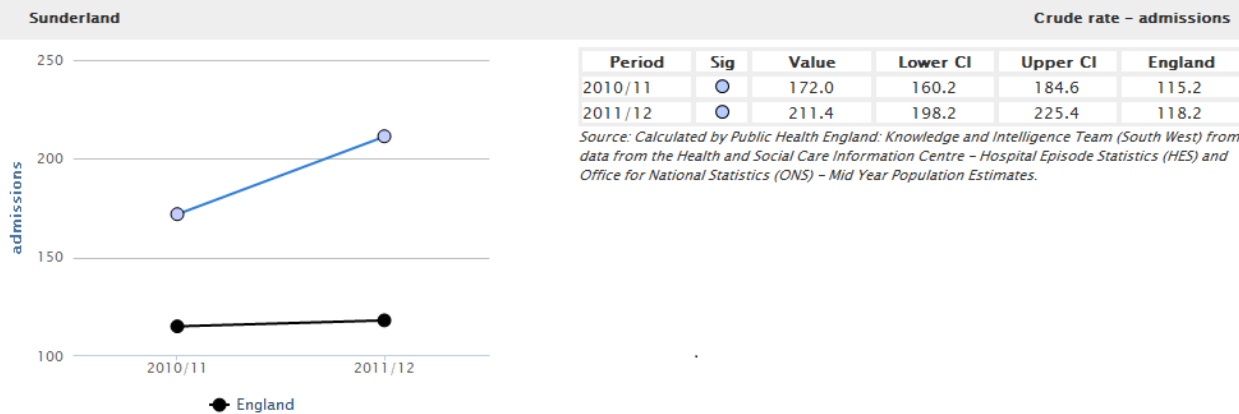 Sunderland
Crude rate – admissions
250
200
150
100
admissions
2010/11
2011/12
England
Period Sig Value Lower CI Upper CI England
2010/11 172.0 160.2 184.6 115.2
2011/12 211.4 198.2 225.4 118.2
Source: Calculated by Public Health England: Knowledge and Intelligence Team (South West) from
data from the Health and Social Care Information Centre – Hospital Episode Statistics (HES) and
Office for National Statistics (ONS) – Mid Year Population Estimates.
.